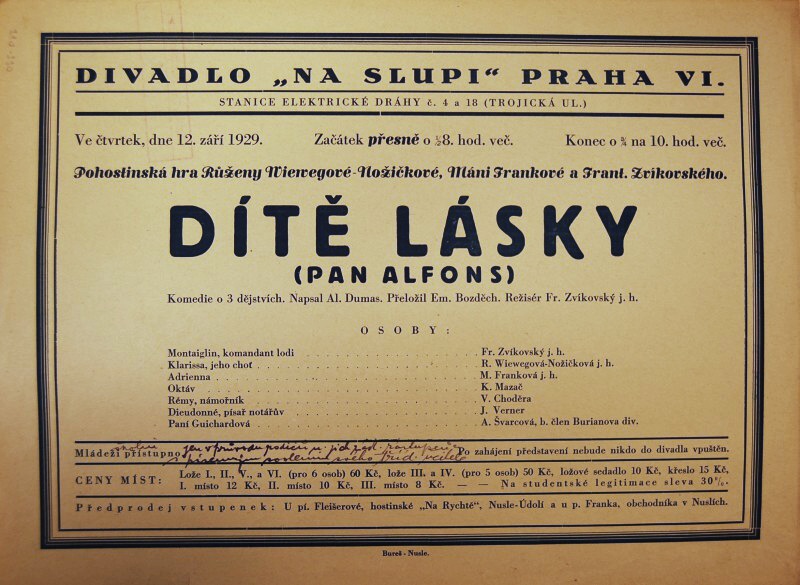 DIVADLO „NA SLUPI“ PRAHA VI.
STANICE ELEKTRICKÉ DRÁHY č. 4 a 18 (TROJICKÁ UL.)
Ve čtvrtek, dne 12. září 1929. Začátek přesně o ½8. hod. več. Konec o ¾ na 10. hod. več.
Pohostinská hra Růženy Wiewegové-Nožičkové, Máni Frankové a Frant. Zvíkovského.
DÍTĚ LÁSKY
(PAN ALFONS)
Komedie o 3 dějstvích. Napsal Al. Dumas. Přeložil Em. Bozděch. Režisér Fr. Zvíkovský j. h.
OSOBY:
Montaiglin, komandant lodi . . . Fr. Zvíkovský j. h.
Klarissa, jeho choť . . . R. Wiewegová-Nožičková j. h.
Adrienna . . . M. Franková j. h.
Oktáv . . . K. Mazač
Rémy, námořník . . . V. Choděra
Dieudonné, písař notářův . . . J. Verner
Paní Guichardová . . . A. Švarcová, b. člen Burianova div.
Mládeži přístupno jen v průvodu Po zahájení představení nebude nikdo do divadla vpuštěn.
CENY MÍST: Lože I., II., V., a VI. (pro 6 osob) 60 Kč, lože III. a IV. (pro 5 osob) 50 Kč, ložové sedadlo 10 Kč, křeslo 15 Kč,
I. místo 12 Kč, II. místo 10 Kč, III. místo 8 Kč. — — Na studentské legitimace sleva 30%.
Předprodej vstupenek: U pí. Fleišerové, hostinské „Na Rychtě“, Nusle-Údolí a u p. Franka, obchodníka v Nuslích.
Bureš - Nusle.